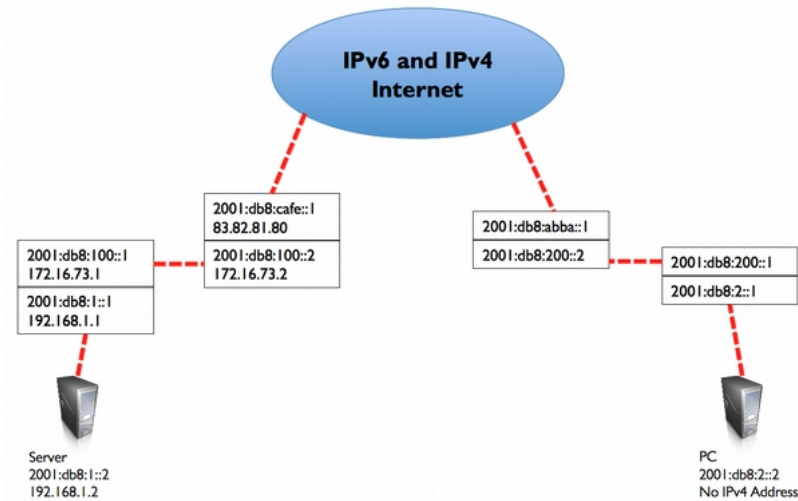 IPv6 and IPv4
Internet
2001:db8:cafe::1
83.82.81.80
2001:db8:100::2
172.16.73.2
2001:db8:abba::1
2001:db8:200::2
2001:db8:100::1
172.16.73.1
2001:db8:1::1
192.168.1.1
2001:db8:200::1
2001:db8:2::1
Server
2001:db8:1::2
192.168.1.2
PC
2001:db8:2::2
No IPv4 Address